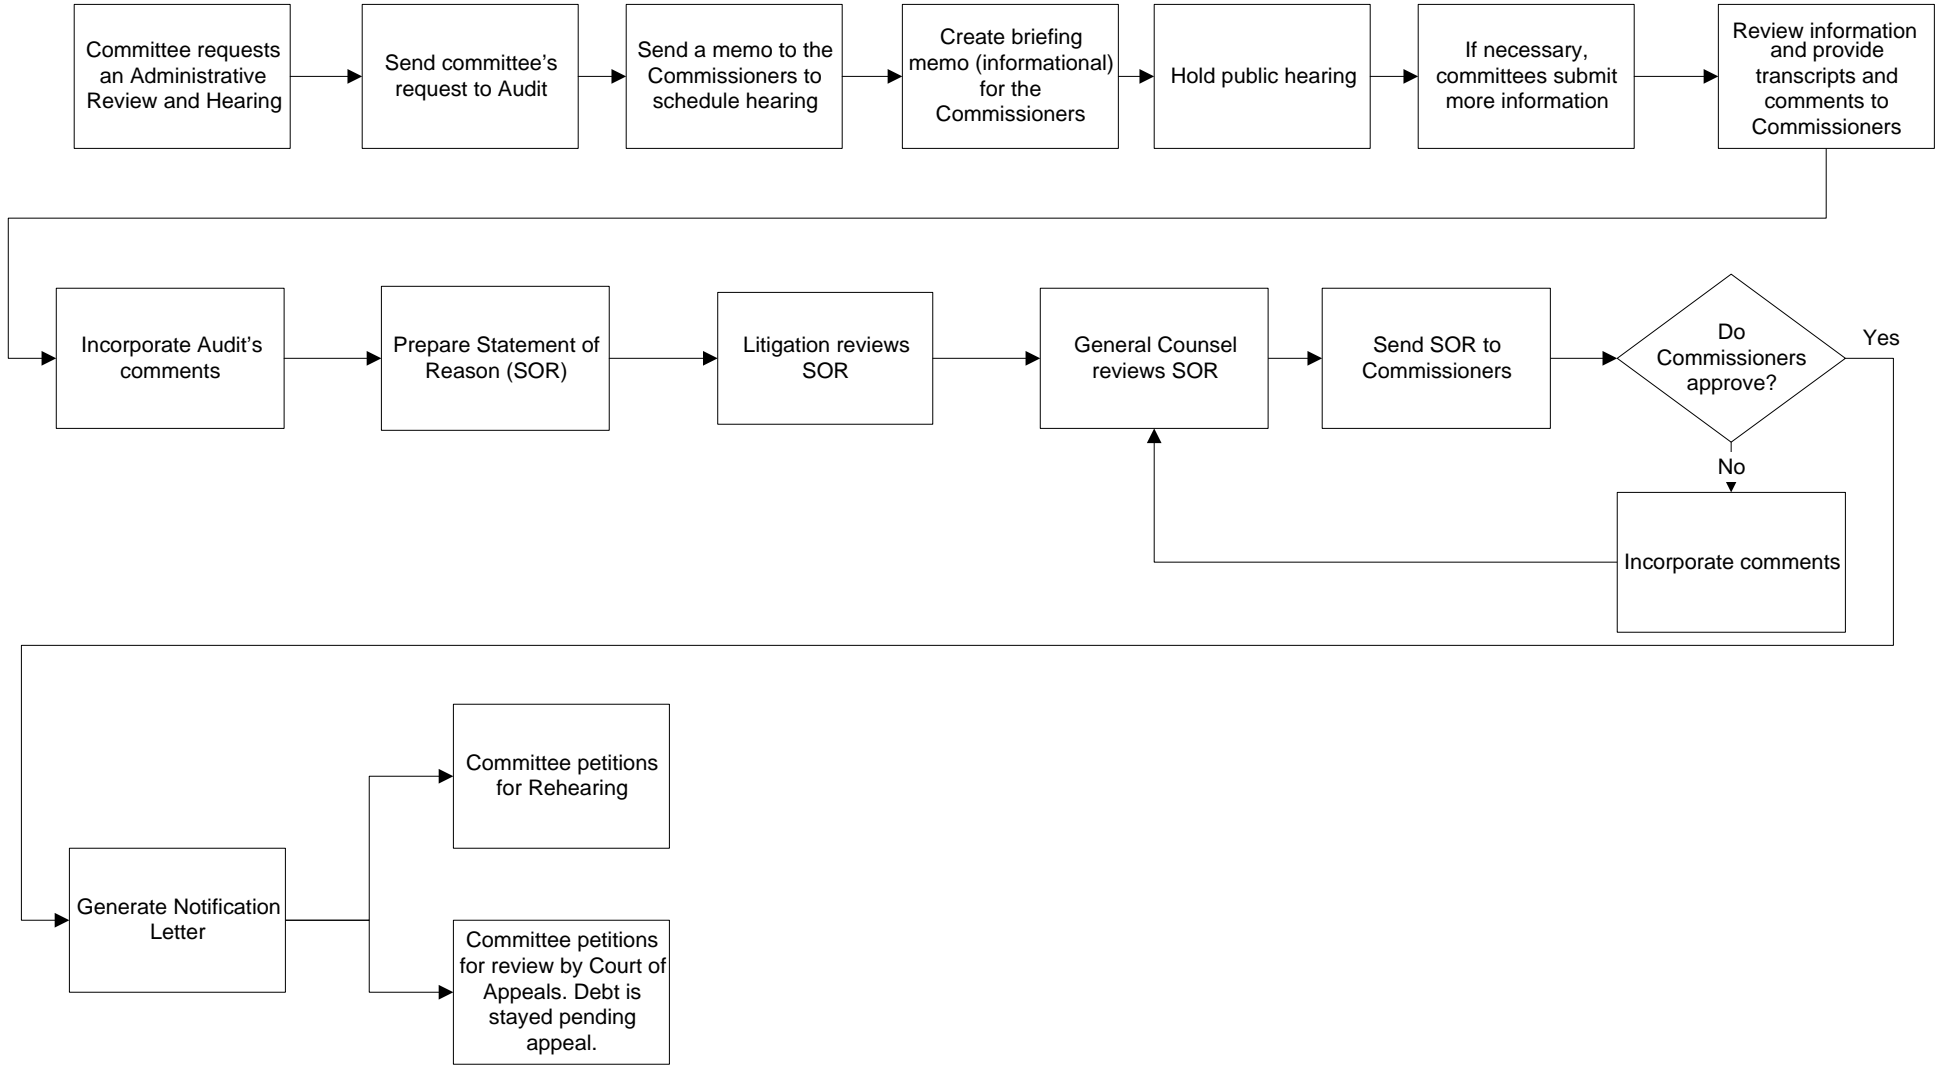 Committee requests
an Administrative
Review and Hearing
Send committee's
request to Audit
Send a memo to the
Commissioners to
schedule hearing
Create briefing
memo (informational)
for the
Commissioners
Hold public hearing
If necessary,
committees submit
more information
Review information
and provide
transcripts and
comments to
Commissioners
Incorporate Audit's
comments
Prepare Statement of
Reason (SOR)
Litigation reviews
SOR
General Counsel
reviews SOR
Send SOR to
Commissioners
Do
Commissioners
approve?
Yes
No
Incorporate comments
Committee petitions
for Rehearing
Generate Notification
Letter
Committee petitions
for review by Court of
Appeals. Debt is
stayed pending
appeal.